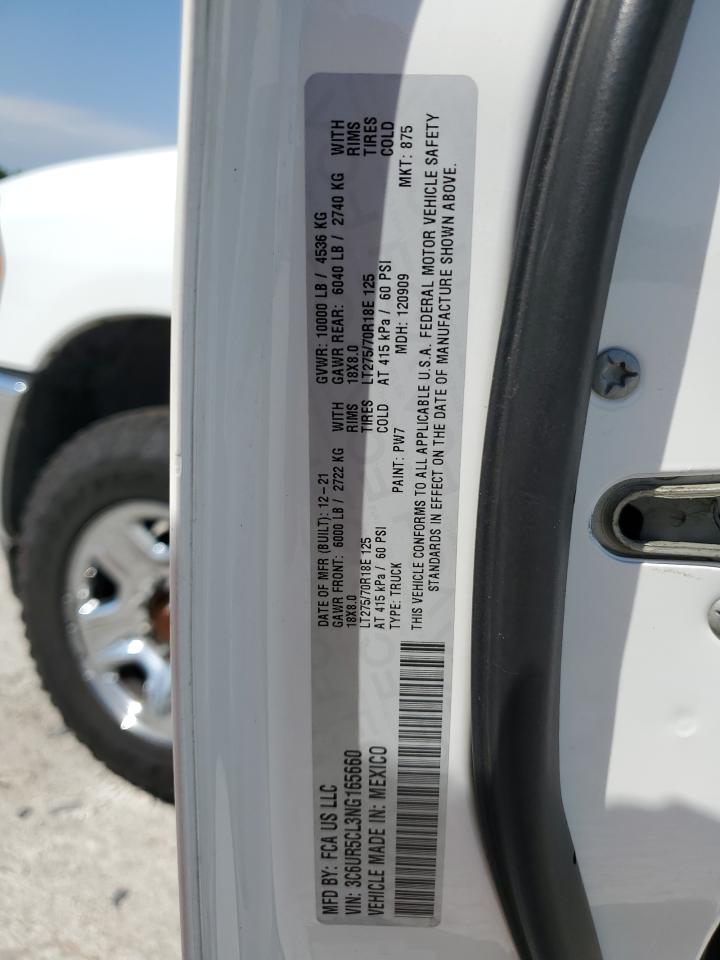 MFD BY: FCA US LLC
DATE OF MFR (BUILT): 12-21
GVWR: 10000 LB / 4536 KG
VIN: 3C6UR5CL3NG165660
GAWR FRONT: 6000 LB / 2722 KG WITH
GAWR REAR: 6040 LB / 2740 KG WITH
18X8.0 RIMS
18X8.0 RIMS
VEHICLE MADE IN: MEXICO
LT275/70R18E 125 TIRES
LT275/70R18E 125 TIRES
AT 415 kPa / 60 PSI COLD
AT 415 kPa / 60 PSI COLD
TYPE: TRUCK PAINT: PW7 MDH: 120909 MKT: 875
THIS VEHICLE CONFORMS TO ALL APPLICABLE U.S.A. FEDERAL MOTOR VEHICLE SAFETY
STANDARDS IN EFFECT ON THE DATE OF MANUFACTURE SHOWN ABOVE.